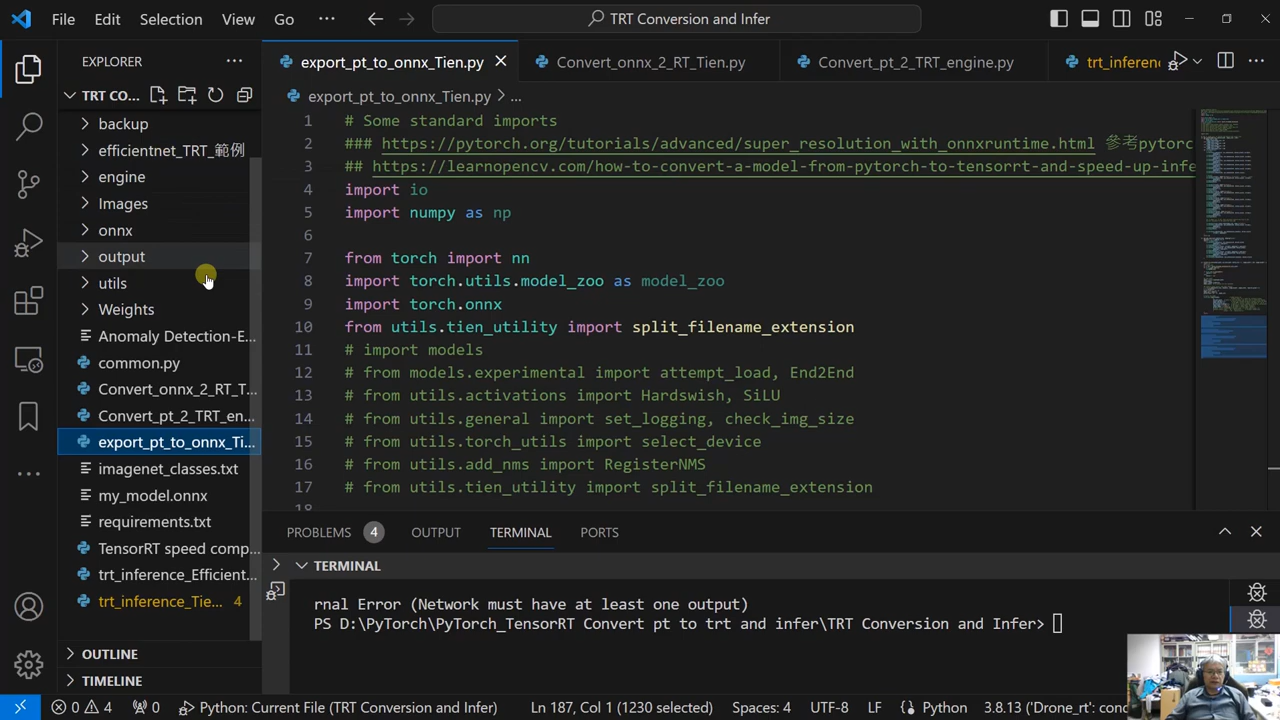 File Edit Selection View Go ··· TRT Conversion and Infer
EXPLORER ···
TRT CO...
backup
efficientnet_TRT_範例
engine
Images
onnx
output
utils
Weights
Anomaly Detection-E...
common.py
Convert_onnx_2_RT_T...
Convert_pt_2_TRT_en...
export_pt_to_onnx_Ti...
imagenet_classes.txt
my_model.onnx
requirements.txt
TensorRT speed comp...
trt_inference_Efficient...
trt_inference_Tie... 4
OUTLINE
TIMELINE
export_pt_to_onnx_Tien.py Convert_onnx_2_RT_Tien.py Convert_pt_2_TRT_engine.py trt_inferenc
export_pt_to_onnx_Tien.py > ...
1 # Some standard imports
2 ### https://pytorch.org/tutorials/advanced/super_resolution_with_onnxruntime.html 參考pytorc
3 ## https://learnopencv.com/how-to-convert-a-model-from-pytorch-to-tensorrt-and-speed-up-infe
4 import io
5 import numpy as np
6
7 from torch import nn
8 import torch.utils.model_zoo as model_zoo
9 import torch.onnx
10 from utils.tien_utility import split_filename_extension
11 # import models
12 # from models.experimental import attempt_load, End2End
13 # from utils.activations import Hardswish, SiLU
14 # from utils.general import set_logging, check_img_size
15 # from utils.torch_utils import select_device
16 # from utils.add_nms import RegisterNMS
17 # from utils.tien_utility import split_filename_extension
18
PROBLEMS 4 OUTPUT TERMINAL PORTS
TERMINAL
rnal Error (Network must have at least one output)
PS D:\PyTorch\PyTorch_TensorRT Convert pt to trt and infer\TRT Conversion and Infer>
0 4 0 Python: Current File (TRT Conversion and Infer) Ln 187, Col 1 (1230 selected) Spaces: 4 UTF-8 LF Python 3.8.13 ('Drone_rt': conc